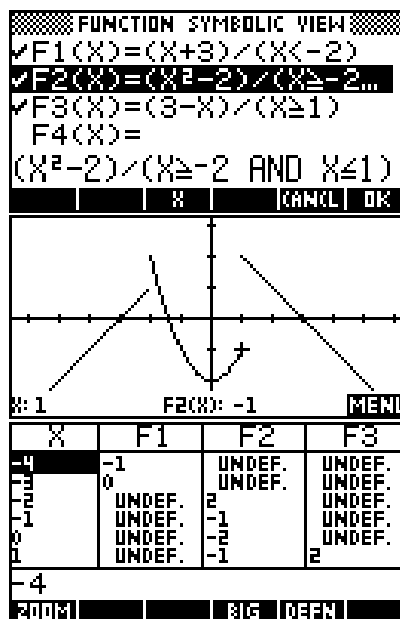 FUNCTION SYMBOLIC VIEW
✓F1(X)=(X+3)/(X<-2)
✓F2(X)=(X²-2)/(X≥-2...
✓F3(X)=(3-X)/(X≥1)
F4(X)=
(X²-2)/(X≥-2 AND X≤1)
X CANCL OK
X: 1 F2(X): -1 MENU
X F1 F2 F3
-4 -1 UNDEF. UNDEF.
-3 0 UNDEF. UNDEF.
-2 UNDEF. 2 UNDEF.
-1 UNDEF. -1 UNDEF.
0 UNDEF. -2 UNDEF.
1 UNDEF. -1 2
-4
ZOOM BIG DEFN